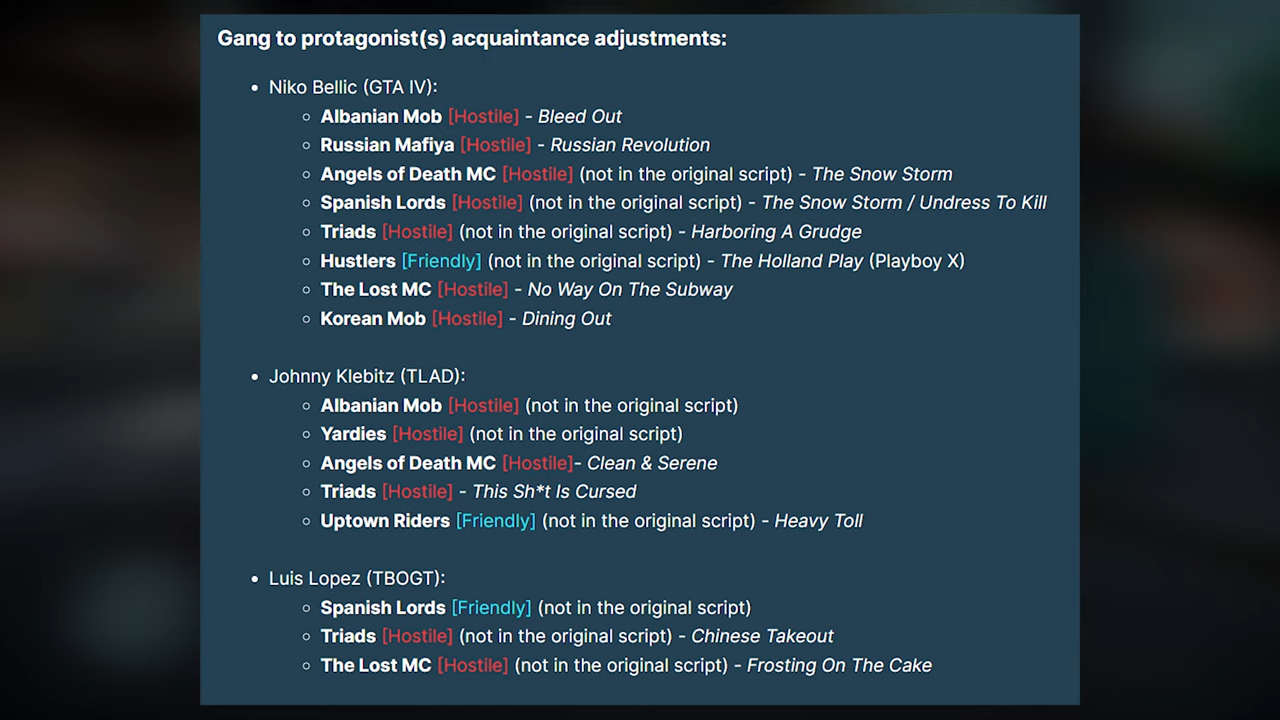 Gang to protagonist(s) acquaintance adjustments:
• Niko Bellic (GTA IV):
◦ Albanian Mob [Hostile] - Bleed Out
◦ Russian Mafiya [Hostile] - Russian Revolution
◦ Angels of Death MC [Hostile] (not in the original script) - The Snow Storm
◦ Spanish Lords [Hostile] (not in the original script) - The Snow Storm / Undress To Kill
◦ Triads [Hostile] (not in the original script) - Harboring A Grudge
◦ Hustlers [Friendly] (not in the original script) - The Holland Play (Playboy X)
◦ The Lost MC [Hostile] - No Way On The Subway
◦ Korean Mob [Hostile] - Dining Out
• Johnny Klebitz (TLAD):
◦ Albanian Mob [Hostile] (not in the original script)
◦ Yardies [Hostile] (not in the original script)
◦ Angels of Death MC [Hostile]- Clean & Serene
◦ Triads [Hostile] - This Sh*t Is Cursed
◦ Uptown Riders [Friendly] (not in the original script) - Heavy Toll
• Luis Lopez (TBOGT):
◦ Spanish Lords [Friendly] (not in the original script)
◦ Triads [Hostile] (not in the original script) - Chinese Takeout
◦ The Lost MC [Hostile] (not in the original script) - Frosting On The Cake